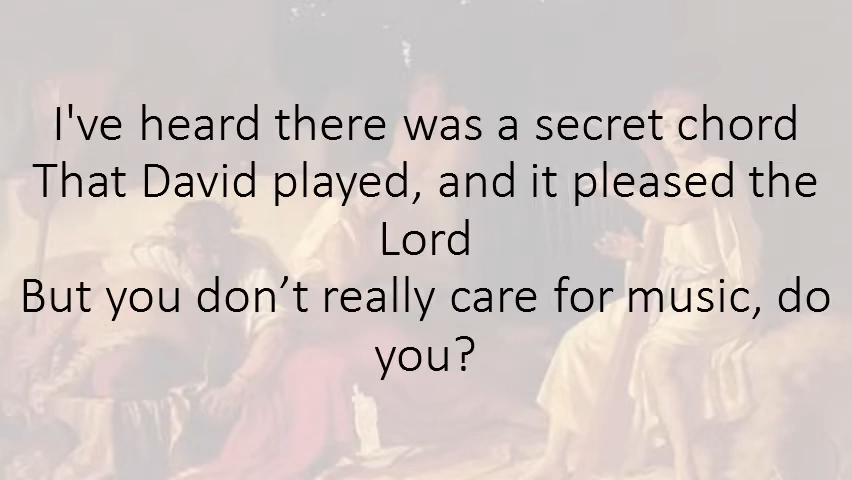 I've heard there was a secret chord
That David played, and it pleased the
Lord
But you don’t really care for music, do
you?